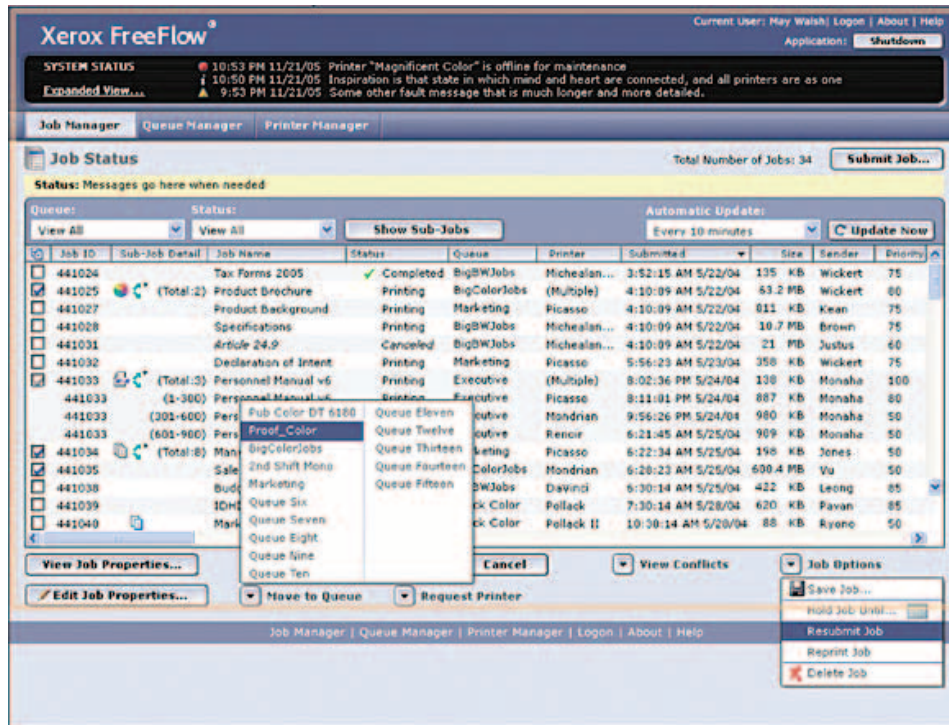 Xerox FreeFlow®
Current User: May Walsh| Logon | About | Help
Application: Shutdown
SYSTEM STATUS
Expanded View...
10:53 PM 11/21/05 Printer "Magnificent Color" is offline for maintenance
10:50 PM 11/21/05 Inspiration is that state in which mind and heart are connected, and all printers are as one
9:53 PM 11/21/05 Some other fault message that is much longer and more detailed.
Job Manager Queue Manager Printer Manager
Job Status
Total Number of Jobs: 34 Submit Job...
Status: Messages go here when needed
Queue: Status: Automatic Update:
View All View All Show Sub-Jobs Every 10 minutes Update Now
Job ID Sub-Job Detail Job Name Status Queue Printer Submitted Size Sender Priority
441024 Tax Forms 2005 Completed BigBWJobs Michealan... 3:52:15 AM 5/22/04 135 KB Wickert 75
441025 (Total:2) Product Brochure Printing BigColorJobs (Multiple) 4:10:09 AM 5/22/04 63.2 MB Wickert 80
441027 Product Background Printing Marketing Picasso 4:10:09 AM 5/22/04 811 KB Kean 75
441028 Specifications Printing BigBWJobs Michealan... 4:10:09 AM 5/22/04 10.7 MB Brown 75
441031 Article 24.9 Canceled BigBWJobs Michealan... 4:10:09 AM 5/22/04 21 MB Justus 60
441032 Declaration of Intent Printing Marketing Picasso 5:56:23 AM 5/23/04 358 KB Wickert 75
441033 (Total:3) Personnel Manual v6 Printing Executive (Multiple) 8:02:36 PM 5/24/04 138 KB Monaha 100
441033 (1-300) Personnel Manual v6 Printing Executive Picasso 8:11:01 PM 5/24/04 887 KB Monaha 80
441033 (301-600) Pers cutive Mondrian 9:56:26 PM 5/24/04 980 KB Monaha 50
441033 (601-900) Pers cutive Renoir 6:21:45 AM 5/25/04 909 KB Monaha 50
441034 (Total:8) Man keting Picasso 6:22:34 AM 5/25/04 198 KB Jones 50
441035 Sale ColorJobs Mondrian 6:28:23 AM 5/25/04 600.4 MB Vu 50
441038 Bud BWJobs DaVinci 6:30:14 AM 5/25/04 422 KB Leong 85
441039 ck Color Pollack 7:30:14 AM 5/28/04 620 KB Pavan 85
441040 Mark ck Color Pollack II 10:30:14 AM 5/28/04 88 KB Ryono 50
Pub Color DT 6180 Queue Eleven
Proof_Color Queue Twelve
BigColorJobs Queue Thirteen
2nd Shift Mono Queue Fourteen
Marketing Queue Fifteen
Queue Six
Queue Seven
Queue Eight
Queue Nine
Queue Ten
View Job Properties... Cancel View Conflicts Job Options
Edit Job Properties... Move to Queue Request Printer
Save Job...
Hold Job Until...
Resubmit Job
Reprint Job
Delete Job
Job Manager | Queue Manager | Printer Manager | Logon | About | Help